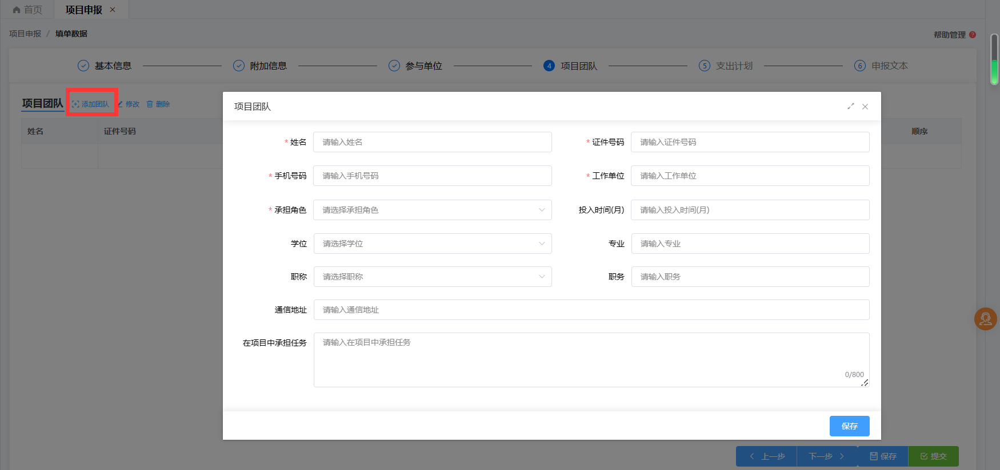 首页 项目申报 ×
项目申报 / 填单数据 帮助管理 ?
基本信息 附加信息 参与单位 4 项目团队 5 支出计划 6 申报文本
项目团队 添加团队 修改 删除
姓名 证件号码 顺序
项目团队
* 姓名 请输入姓名 * 证件号码 请输入证件号码
* 手机号码 请输入手机号码 * 工作单位 请输入工作单位
* 承担角色 请选择承担角色 投入时间(月) 请输入投入时间(月)
学位 请选择学位 专业 请输入专业
职称 请选择职称 职务 请输入职务
通信地址 请输入通信地址
在项目中承担任务 请输入在项目中承担任务
0/800
保存
上一步 下一步 保存 提交